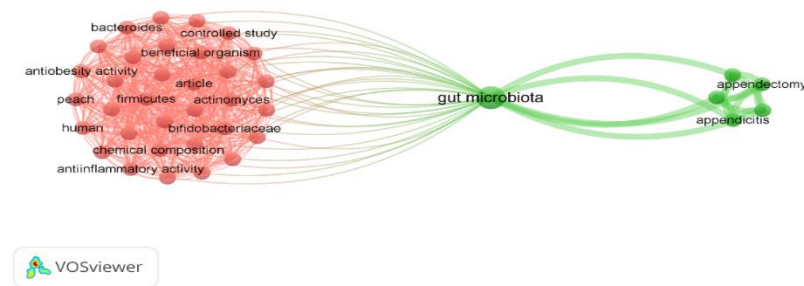 bacteroides
controlled study
beneficial organism
antiobesity activity
article
peach
firmicutes
actinomyces
human
bifidobacteriaceae
chemical composition
antiinflammatory activity
gut microbiota
appendectomy
appendicitis
VOSviewer